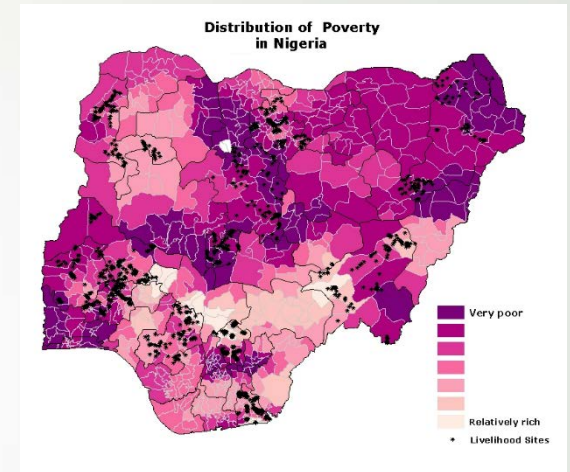 Distribution of Poverty
in Nigeria
Very poor
Relatively rich
Livelihood Sites